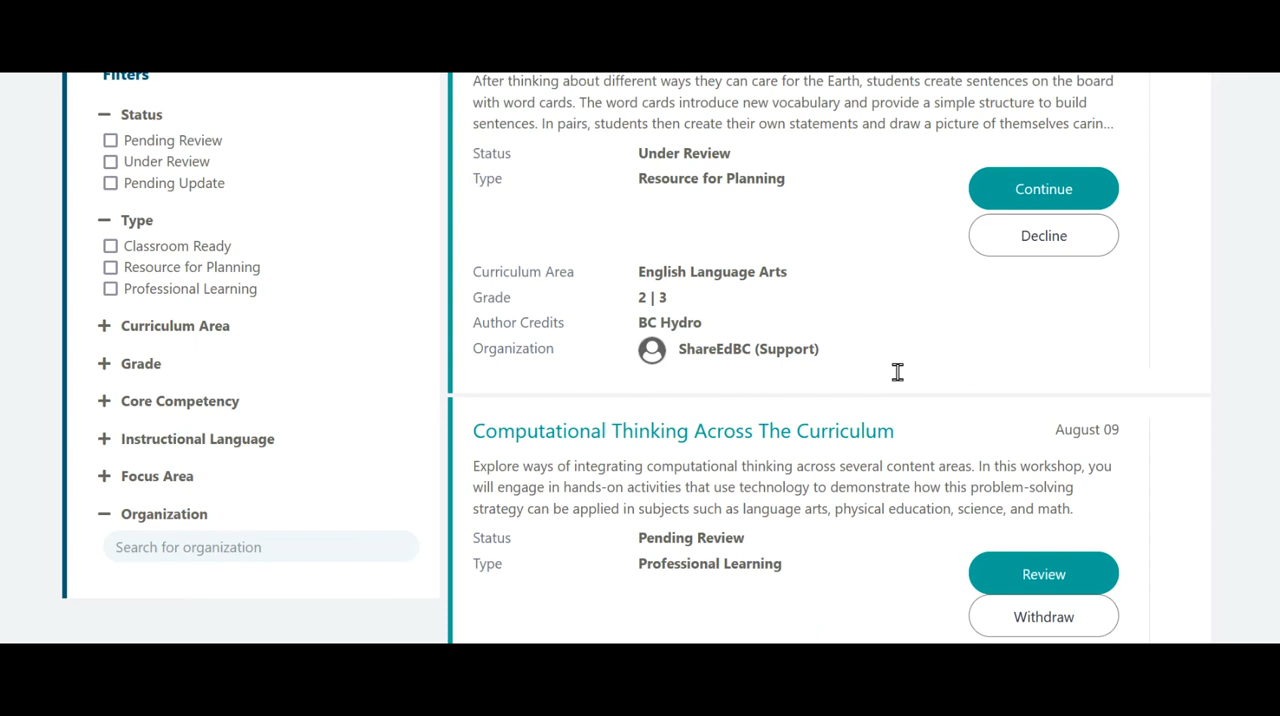 Filters
Status
Pending Review
Under Review
Pending Update
Type
Classroom Ready
Resource for Planning
Professional Learning
Curriculum Area
Grade
Core Competency
Instructional Language
Focus Area
Organization
Search for organization
After thinking about different ways they can care for the Earth, students create sentences on the board
with word cards. The word cards introduce new vocabulary and provide a simple structure to build
sentences. In pairs, students then create their own statements and draw a picture of themselves carin...
Status Under Review
Type Resource for Planning
Continue
Decline
Curriculum Area English Language Arts
Grade 2 | 3
Author Credits BC Hydro
Organization ShareEdBC (Support)
Computational Thinking Across The Curriculum August 09
Explore ways of integrating computational thinking across several content areas. In this workshop, you
will engage in hands-on activities that use technology to demonstrate how this problem-solving
strategy can be applied in subjects such as language arts, physical education, science, and math.
Status Pending Review
Type Professional Learning
Review
Withdraw